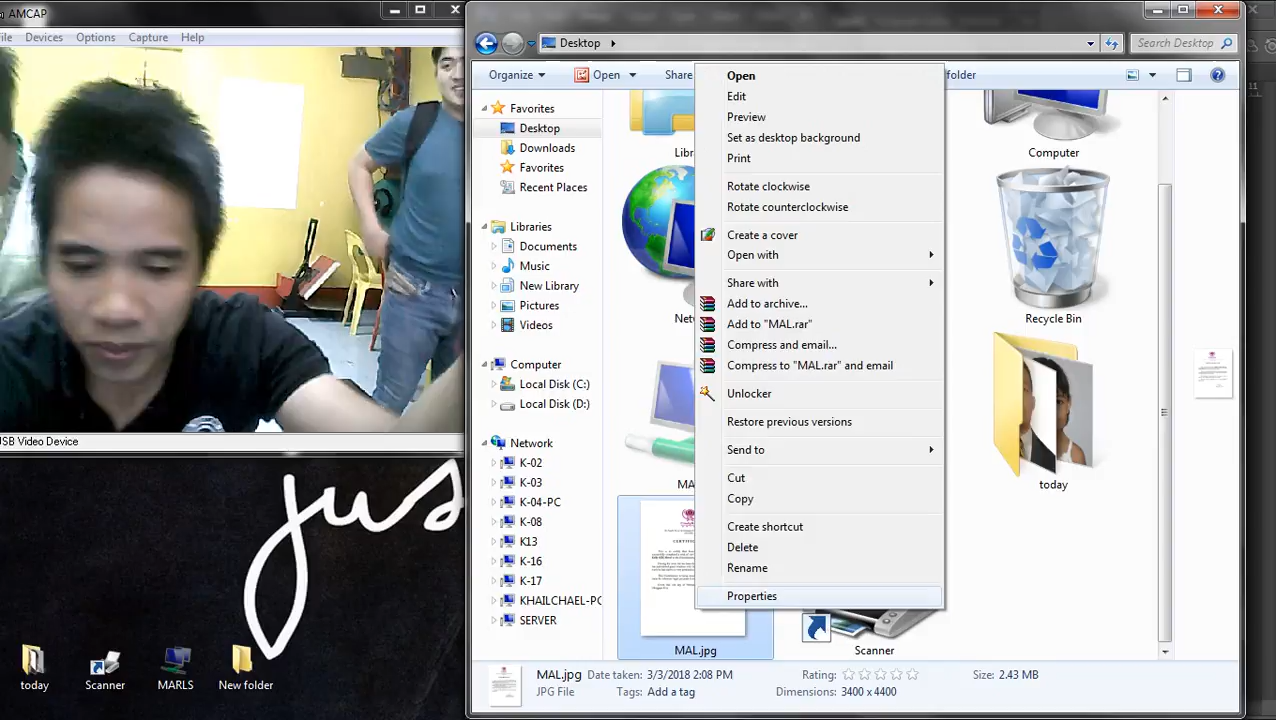 AMCAP
Devices Options Capture Help
USB Video Device
jus
today
Scanner
MARLS
New folder
Desktop
Search Desktop
Organize
Open
Share
folder
Favorites
Desktop
Downloads
Favorites
Recent Places
Libraries
Documents
Music
New Library
Pictures
Videos
Computer
Local Disk (C:)
Local Disk (D:)
Network
K-02
K-03
K-04-PC
K-08
K13
K-16
K-17
KHAILCHAEL-PC
SERVER
Computer
Recycle Bin
today
MAL.jpg
Scanner
Open
Edit
Preview
Set as desktop background
Print
Rotate clockwise
Rotate counterclockwise
Create a cover
Open with
Share with
Add to archive...
Add to "MAL.rar"
Compress and email...
Compress to "MAL.rar" and email
Unlocker
Restore previous versions
Send to
Cut
Copy
Create shortcut
Delete
Rename
Properties
MAL.jpg Date taken: 3/3/2018 2:08 PM Rating: Size: 2.43 MB
JPG File Tags: Add a tag Dimensions: 3400 x 4400
11